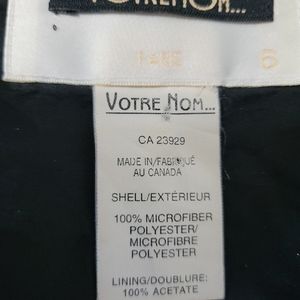 VOTRENOM...
6
VOTRE NOM...
CA 23929
MADE IN/FABRIQUÉ
AU CANADA
SHELL/EXTÉRIEUR
100% MICROFIBER
POLYESTER/
MICROFIBRE
POLYESTER
LINING/DOUBLURE:
100% ACETATE